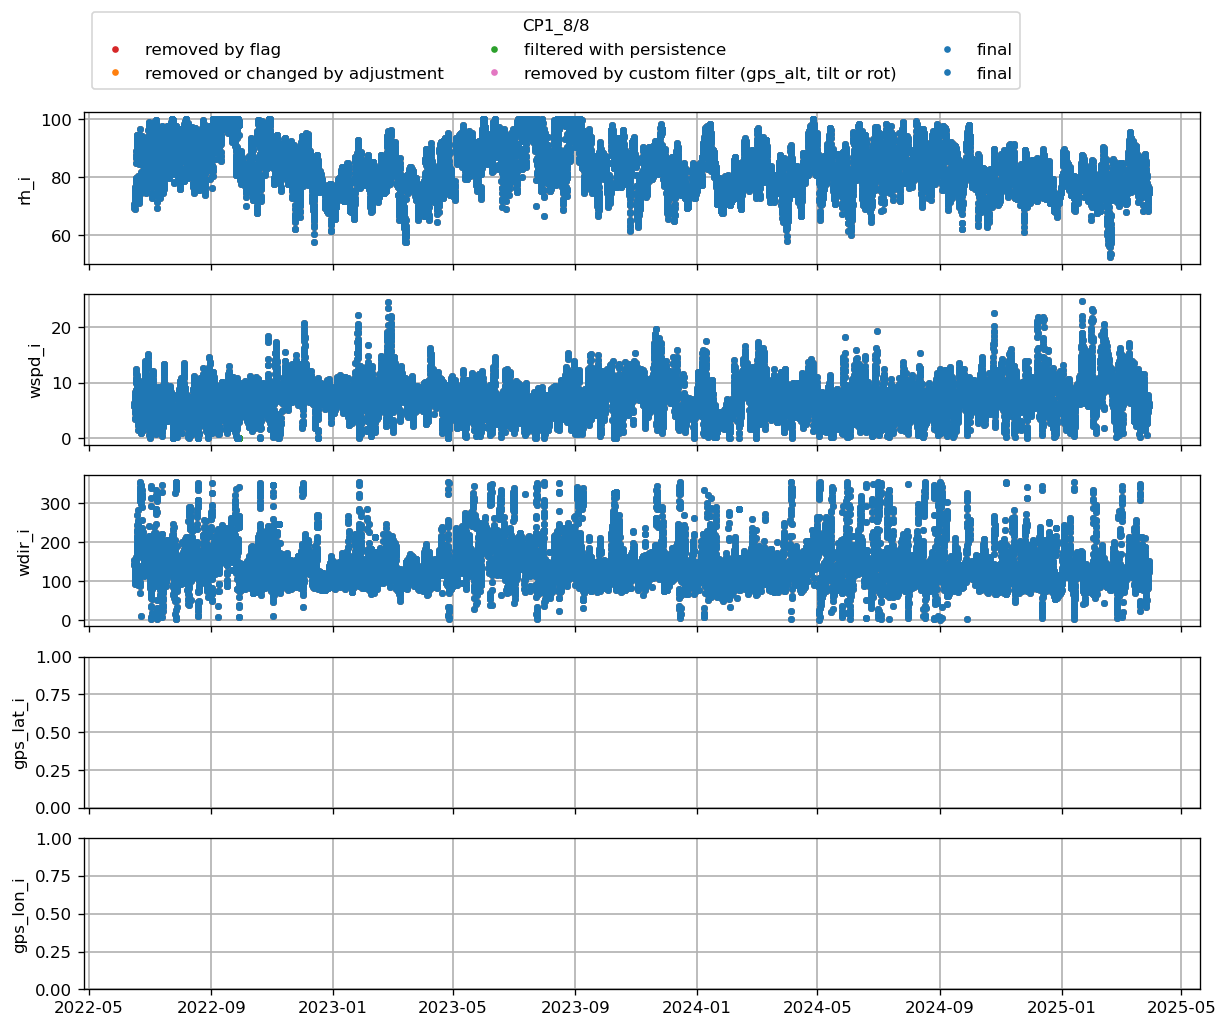 CP1_8/8
removed by flag
filtered with persistence
final
removed or changed by adjustment
removed by custom filter (gps_alt, tilt or rot)
final
100
80
60
rh_i
20
10
0
wspd_i
300
200
100
0
wdir_i
1.00
0.75
0.50
0.25
0.00
gps_lat_i
1.00
0.75
0.50
0.25
0.00
gps_lon_i
2022-05
2022-09
2023-01
2023-05
2023-09
2024-01
2024-05
2024-09
2025-01
2025-05